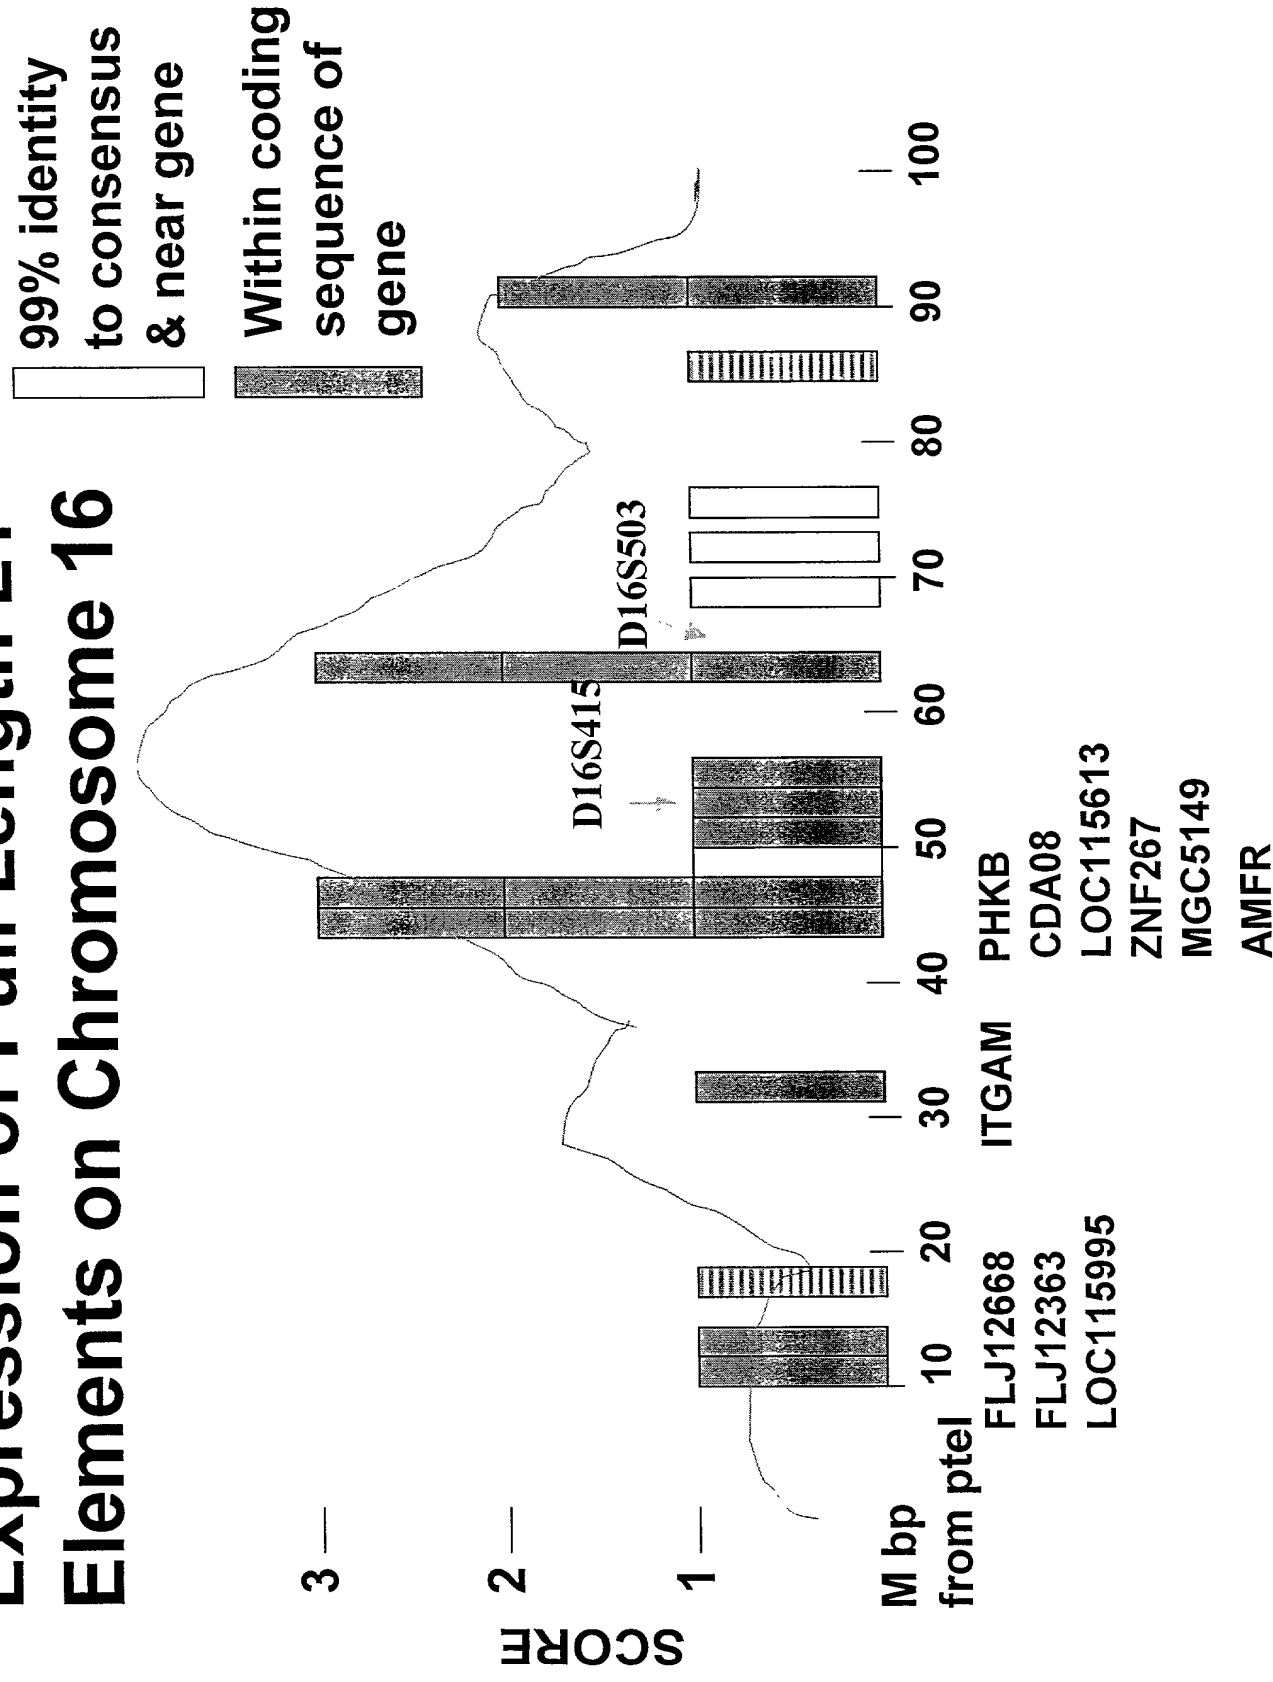 Expression of Full Length L1
Elements on Chromosome 16
99% identity
to consensus
& near gene
Within coding
sequence of
gene
SCORE
3
2
1
D16S415
D16S503
M bp
from ptel
10
20
30
40
50
60
70
80
90
100
FLJ12668
FLJ12363
LOC115995
ITGAM
PHKB
CDA08
LOC115613
ZNF267
MGC5149
AMFR